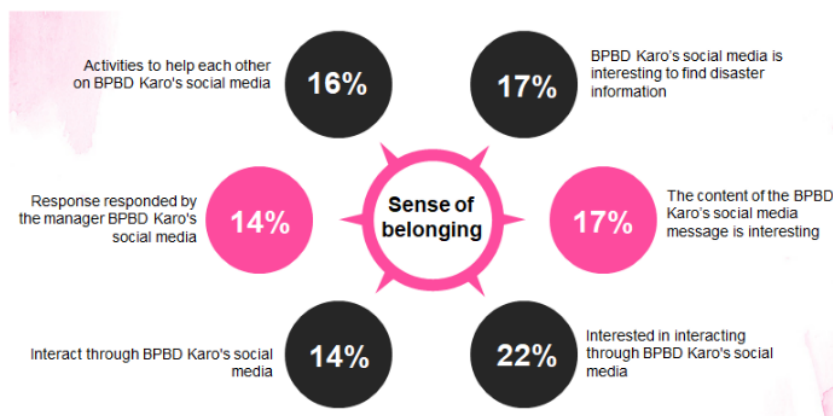 Activities to help each other
on BPBD Karo's social media
16%
17%
BPBD Karo's social media is
interesting to find disaster
information
Response responded by
the manager BPBD Karo's
social media
14%
Sense of
belonging
17%
The content of the BPBD
Karo's social media
message is interesting
Interact through BPBD Karo's social
media
14%
22%
Interested in interacting
through BPBD Karo's social
media